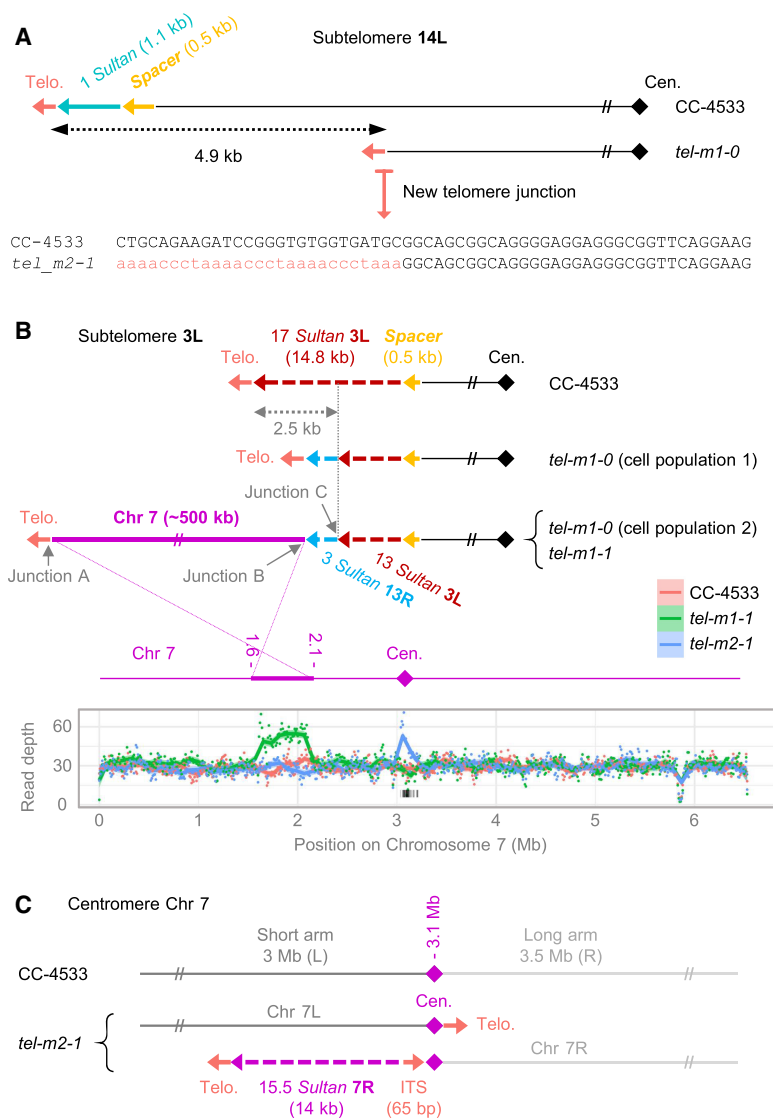 A
Subtelomere 14L
1 Sultan (1.1 kb)
Spacer (0.5 kb)
Telo.
Cen.
CC-4533
4.9 kb
tel-m1-0
New telomere junction
CC-4533 CTGCAGAAGATCCGGGTGTGGTGATGCGGCAGCGGCAGGGGAGGAGGGCGGTTCAGGAAG
tel_m2-1 aaaaccctaaaaccctaaaaccctaaaGGCAGCGGCAGGGGAGGAGGGCGGTTCAGGAAG
B
Subtelomere 3L
17 Sultan 3L
(14.8 kb)
Spacer
(0.5 kb)
Telo.
Cen.
CC-4533
2.5 kb
Telo.
tel-m1-0 (cell population 1)
Junction C
Telo.
Chr 7 (~500 kb)
tel-m1-0 (cell population 2)
tel-m1-1
Junction A
Junction B
3 Sultan 13R
13 Sultan 3L
CC-4533
tel-m1-1
tel-m2-1
Chr 7
1.6 -
2.1 -
Cen.
Read depth
60
30
0
0 1 2 3 4 5 6
Position on Chromosome 7 (Mb)
C
Centromere Chr 7
- 3.1 Mb
Short arm
3 Mb (L)
Long arm
3.5 Mb (R)
CC-4533
Cen.
Chr 7L
Telo.
tel-m2-1
Chr 7R
Telo.
15.5 Sultan 7R
(14 kb)
ITS
(65 bp)